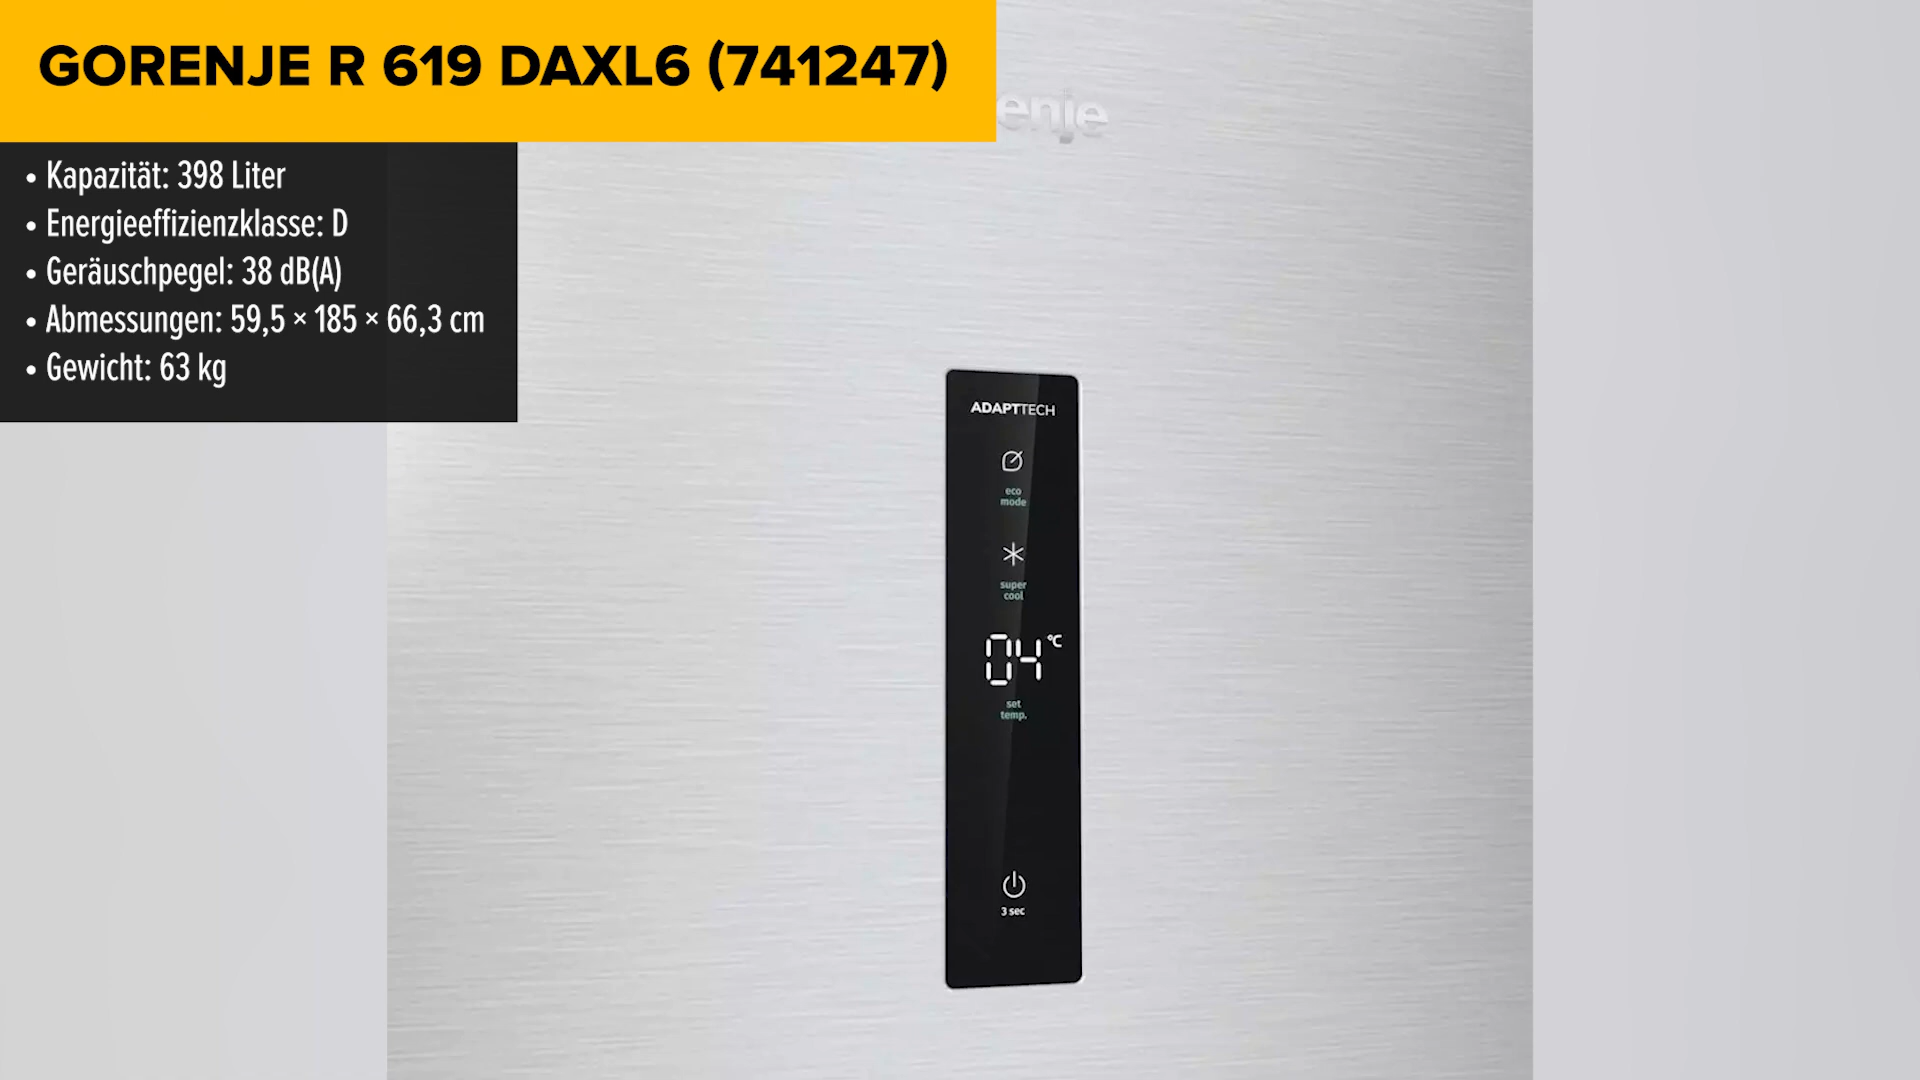 GORENJE R 619 DAXL6 (741247)
enje
• Kapazität: 398 Liter
• Energieeffizienzklasse: D
• Geräuschpegel: 38 dB(A)
• Abmessungen: 59,5 × 185 × 66,3 cm
• Gewicht: 63 kg
ADAPTTECH
eco
mode
super
cool
04 °C
set
temp.
3 sec